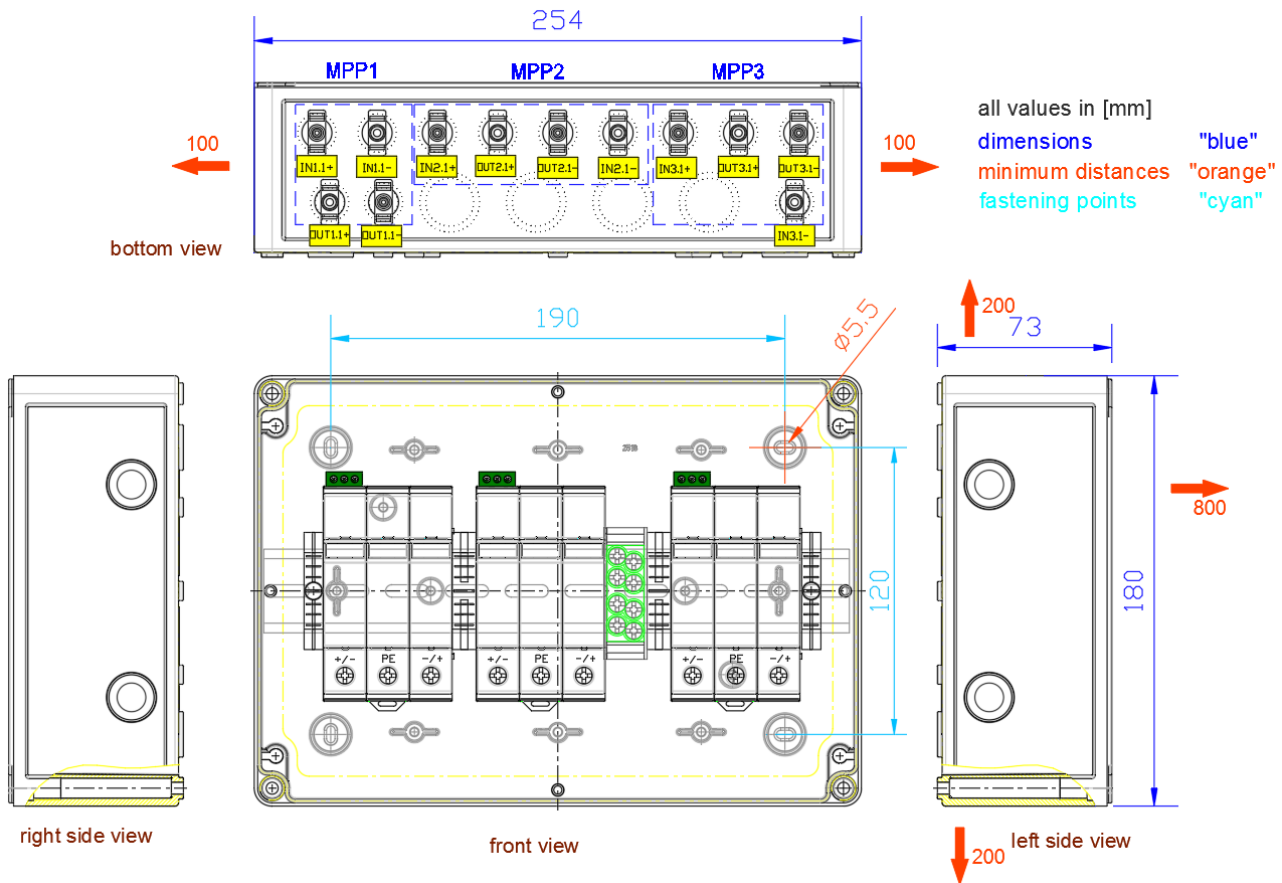 254
MPP1 MPP2 MPP3
all values in [mm]
dimensions "blue"
minimum distances "orange"
fastening points "cyan"
100
100
IN1.1+ IN1.1- IN2.1+ OUT2.1+ OUT2.1- IN2.1- IN3.1+ OUT3.1+ OUT3.1-
OUT1.1+ OUT1.1- IN3.1-
bottom view
190
ø5.5
200
73
800
120
180
+/- PE -/+ +/- PE -/+ +/- PE -/+
right side view
front view
left side view
200